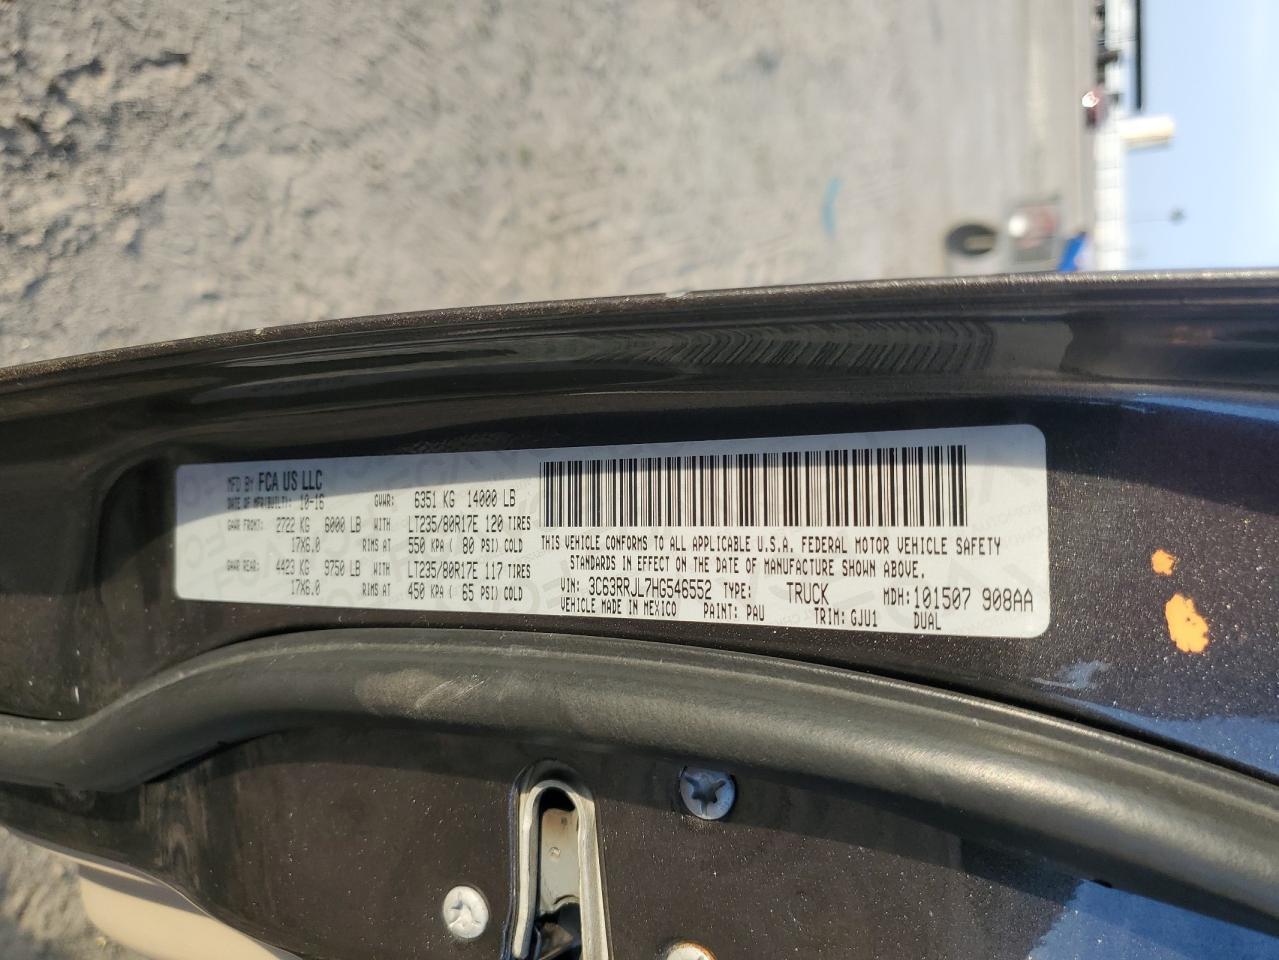 MFD BY FCA US LLC
DATE OF MFR(BUILT): 10-16 GVWR: 6351 KG 14000 LB
GAWR FRONT: 2722 KG 6000 LB WITH LT235/80R17E 120 TIRES
17X6.0 RIMS AT 550 KPA ( 80 PSI) COLD
GAWR REAR: 4423 KG 9750 LB WITH LT235/80R17E 117 TIRES
17X6.0 RIMS AT 450 KPA ( 65 PSI) COLD
THIS VEHICLE CONFORMS TO ALL APPLICABLE U.S.A. FEDERAL MOTOR VEHICLE SAFETY
STANDARDS IN EFFECT ON THE DATE OF MANUFACTURE SHOWN ABOVE.
VIN: 3C63RRJL7HG546552 TYPE: TRUCK MDH: 101507 908AA
VEHICLE MADE IN MEXICO PAINT: PAU TRIM: GJU1 DUAL